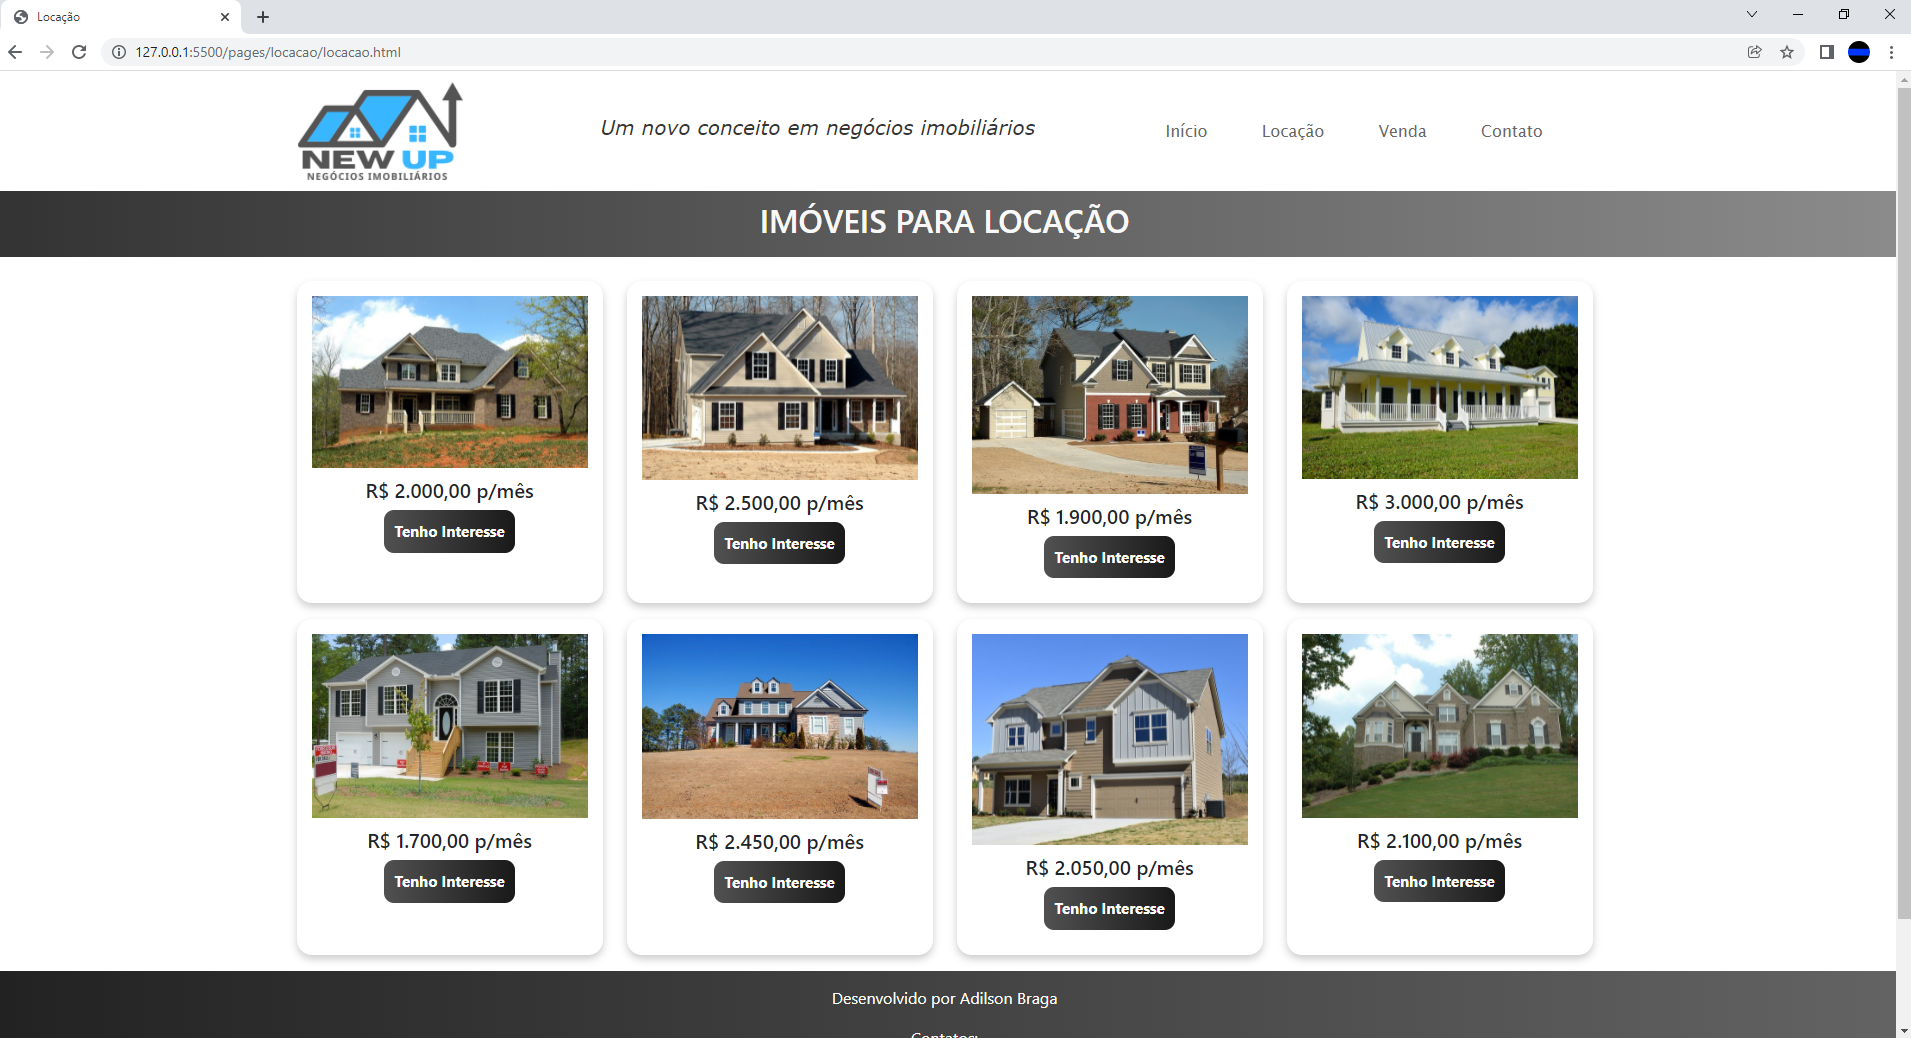 Locação
127.0.0.1:5500/pages/locacao/locacao.html
NEW UP
NEGÓCIOS IMOBILIÁRIOS
Um novo conceito em negócios imobiliários
Início
Locação
Venda
Contato
IMÓVEIS PARA LOCAÇÃO
R$ 2.000,00 p/mês
Tenho Interesse
R$ 2.500,00 p/mês
Tenho Interesse
R$ 1.900,00 p/mês
Tenho Interesse
R$ 3.000,00 p/mês
Tenho Interesse
R$ 1.700,00 p/mês
Tenho Interesse
R$ 2.450,00 p/mês
Tenho Interesse
R$ 2.050,00 p/mês
Tenho Interesse
R$ 2.100,00 p/mês
Tenho Interesse
Desenvolvido por Adilson Braga
Contatos: